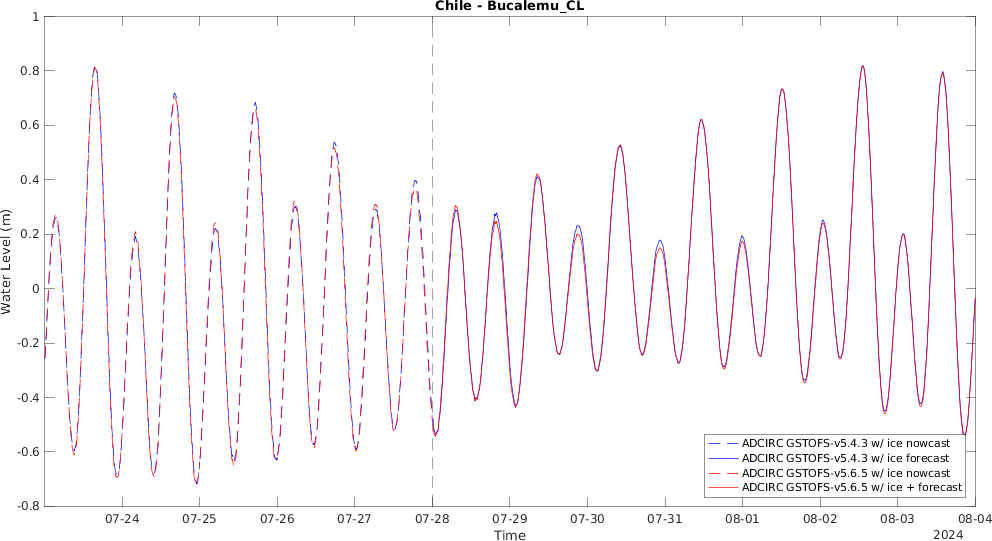 Chile - Bucalemu_CL
1
0.8
0.6
0.4
0.2
0
-0.2
-0.4
-0.6
-0.8
Water Level (m)
07-24 07-25 07-26 07-27 07-28 07-29 07-30 07-31 08-01 08-02 08-03 08-04
Time
2024
ADCIRC GSTOFS-v5.4.3 w/ ice nowcast
ADCIRC GSTOFS-v5.4.3 w/ ice forecast
ADCIRC GSTOFS-v5.6.5 w/ ice nowcast
ADCIRC GSTOFS-v5.6.5 w/ ice + forecast